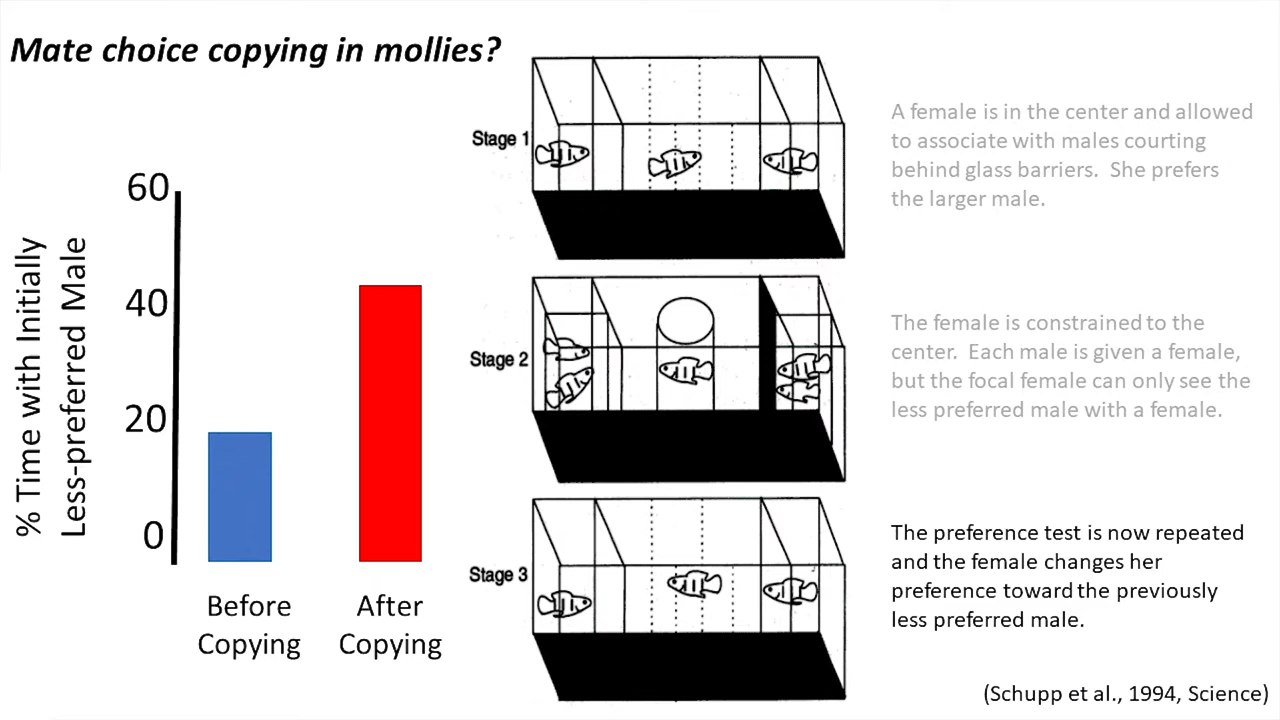 Mate choice copying in mollies?
% Time with Initially
Less-preferred Male
60
40
20
0
Before
Copying
After
Copying
Stage 1
A female is in the center and allowed
to associate with males courting
behind glass barriers. She prefers
the larger male.
Stage 2
The female is constrained to the
center. Each male is given a female,
but the focal female can only see the
less preferred male with a female.
Stage 3
The preference test is now repeated
and the female changes her
preference toward the previously
less preferred male.
(Schupp et al., 1994, Science)